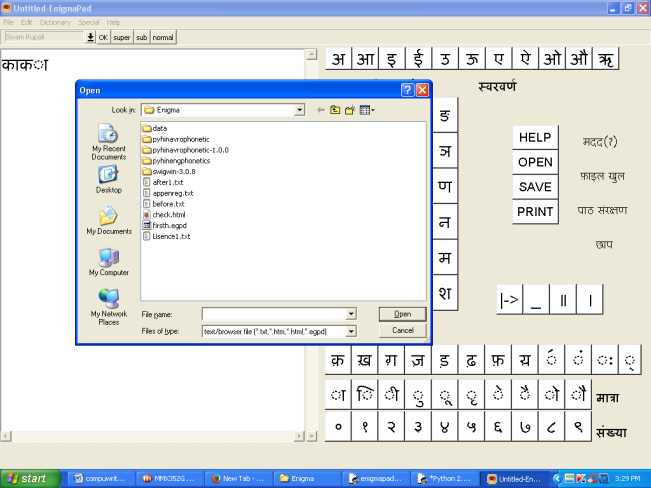 Untitled-EnigmaPad
File Edit Dictionary Special Help
Sivam Rupali OK super sub normal
काका
अ आ इ ई उ ऊ ए ऐ ओ औ ऋ
स्वरवर्ण
Open
Look in: Enigma
My Recent Documents
Desktop
My Documents
My Computer
My Network Places
data
pyhinavrophonetic
pyhinavrophonetic-1.0.0
pyhinengphonetics
swigwin-3.0.8
after1.txt
appenreg.txt
before.txt
check.html
firsth.egpd
Lisence1.txt
File name:
Open
Files of type: text/browser file (*.txt,*.htm,*.html,*.egpd)
Cancel
ङ
ञ
ण
न
म
श
HELP मदद(?)
OPEN फ़ाइल खुल
SAVE पाठ संरक्षण
PRINT छाप
|-> _ || |
क़ ख़ ग़ ज़ ड़ ढ़ फ़ य़ ँ ं ः ्
ा ि ी ु ू ृ े ै ो ौ मात्रा
० १ २ ३ ४ ५ ६ ७ ८ ९ संख्या
start compuwrit... MMX352G ... New Tab - ... Enigma enigmapad... *Python 2.... Untitled-En... 3:29 PM